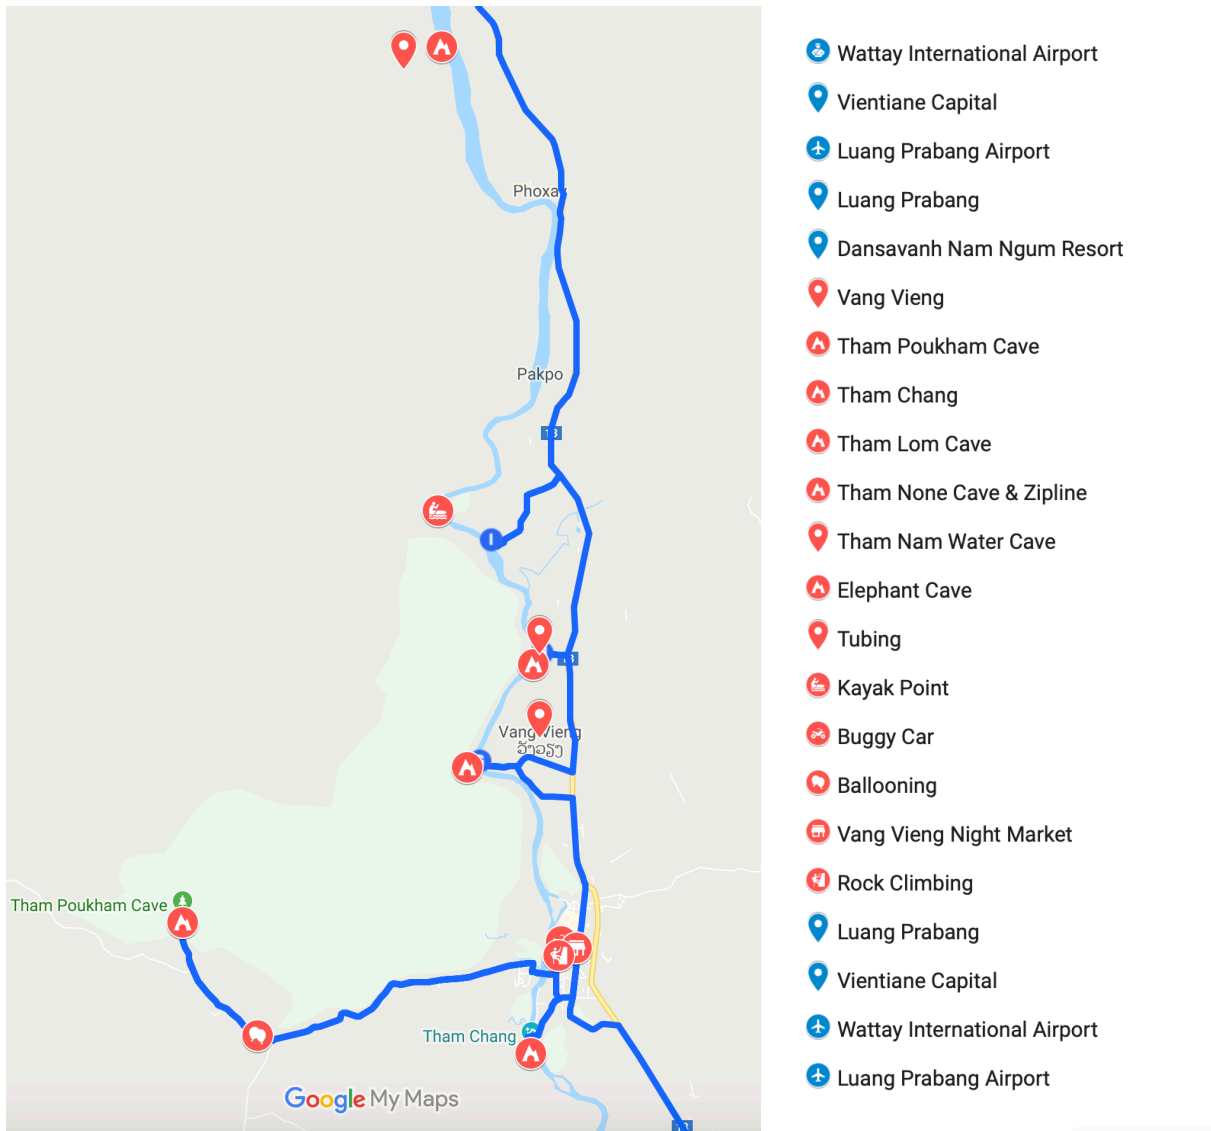 Phoxay
Pakpo
13
13
Vang Vieng
ວັງວຽງ
Tham Poukham Cave
Tham Chang
Google My Maps
Wattay International Airport
Vientiane Capital
Luang Prabang Airport
Luang Prabang
Dansavanh Nam Ngum Resort
Vang Vieng
Tham Poukham Cave
Tham Chang
Tham Lom Cave
Tham None Cave & Zipline
Tham Nam Water Cave
Elephant Cave
Tubing
Kayak Point
Buggy Car
Ballooning
Vang Vieng Night Market
Rock Climbing
Luang Prabang
Vientiane Capital
Wattay International Airport
Luang Prabang Airport